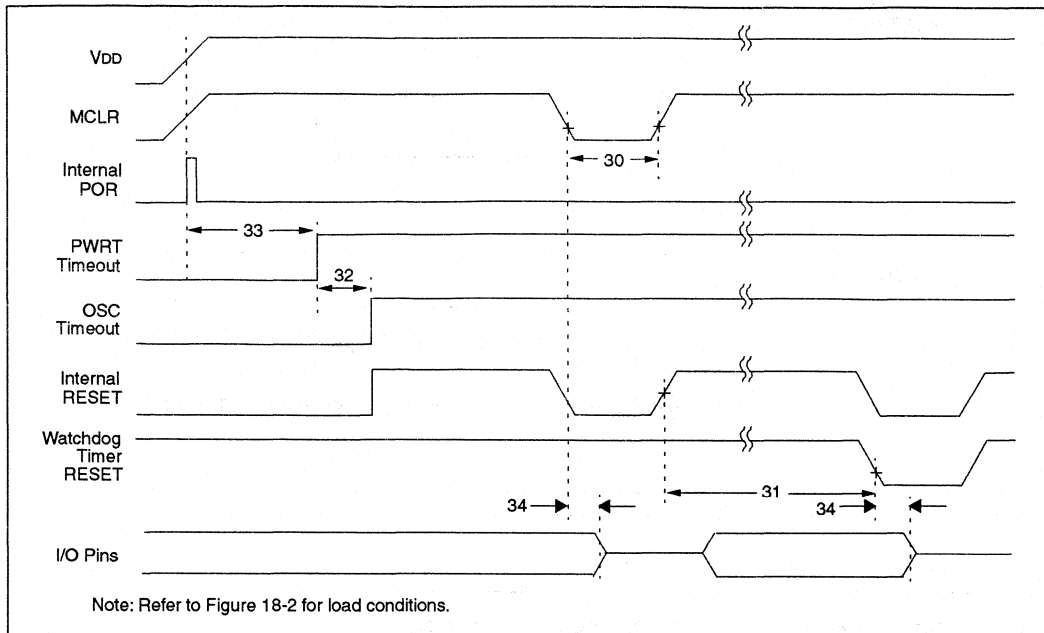 VDD
MCLR
30
Internal
POR
33
PWRT
Timeout
32
OSC
Timeout
Internal
RESET
Watchdog
Timer
RESET
31
34
34
I/O Pins
Note: Refer to Figure 18-2 for load conditions.